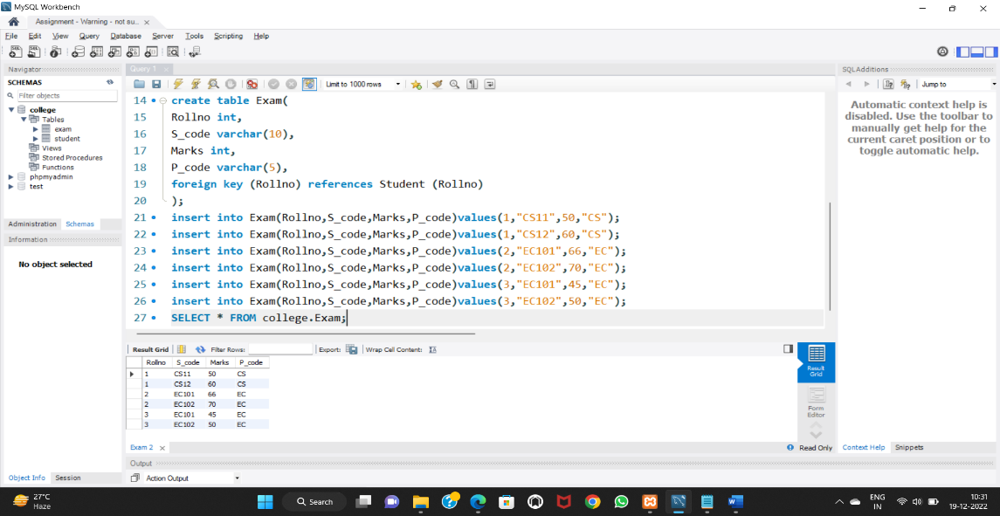 MySQL Workbench
Assignment - Warning - not su... ×
File Edit View Query Database Server Tools Scripting Help
Navigator
SCHEMAS
Filter objects
college
Tables
exam
student
Views
Stored Procedures
Functions
phpmyadmin
test
Administration Schemas
Information
No object selected
Object Info Session
Query 1 ×
Limit to 1000 rows
14 create table Exam(
15 Rollno int,
16 S_code varchar(10),
17 Marks int,
18 P_code varchar(5),
19 foreign key (Rollno) references Student (Rollno)
20 );
21 insert into Exam(Rollno,S_code,Marks,P_code)values(1,"CS11",50,"CS");
22 insert into Exam(Rollno,S_code,Marks,P_code)values(1,"CS12",60,"CS");
23 insert into Exam(Rollno,S_code,Marks,P_code)values(2,"EC101",66,"EC");
24 insert into Exam(Rollno,S_code,Marks,P_code)values(2,"EC102",70,"EC");
25 insert into Exam(Rollno,S_code,Marks,P_code)values(3,"EC101",45,"EC");
26 insert into Exam(Rollno,S_code,Marks,P_code)values(3,"EC102",50,"EC");
27 SELECT * FROM college.Exam;
Result Grid Filter Rows: Export: Wrap Cell Content:
Rollno S_code Marks P_code
1 CS11 50 CS
1 CS12 60 CS
2 EC101 66 EC
2 EC102 70 EC
3 EC101 45 EC
3 EC102 50 EC
Result
Grid
Form
Editor
Exam 2 ×
Read Only
Output
Action Output
SQLAdditions
Jump to
Automatic context help is
disabled. Use the toolbar to
manually get help for the
current caret position or to
toggle automatic help.
Context Help Snippets
27°C
Haze
Search
ENG
IN
10:31
19-12-2022